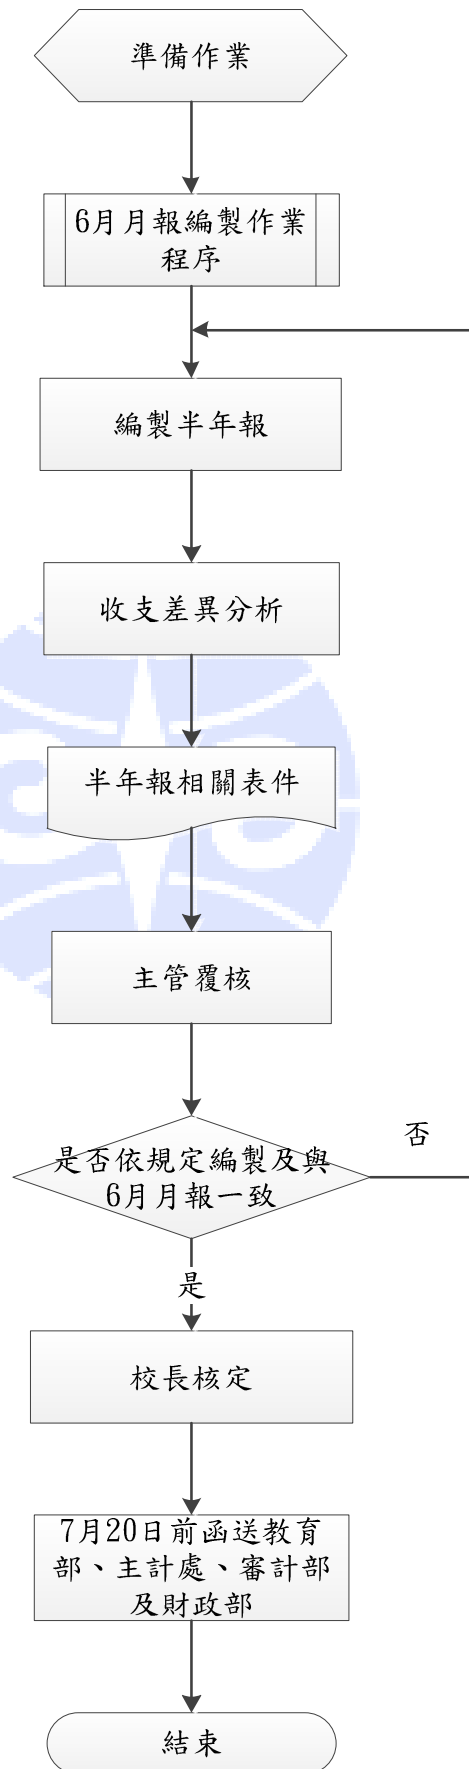 準備作業
6月月報編製作業
程序
編製半年報
收支差異分析
半年報相關表件
主管覆核
否
是否依規定編製及與
6月月報一致
是
校長核定
7月20日前函送教育
部、主計處、審計部
及財政部
結束